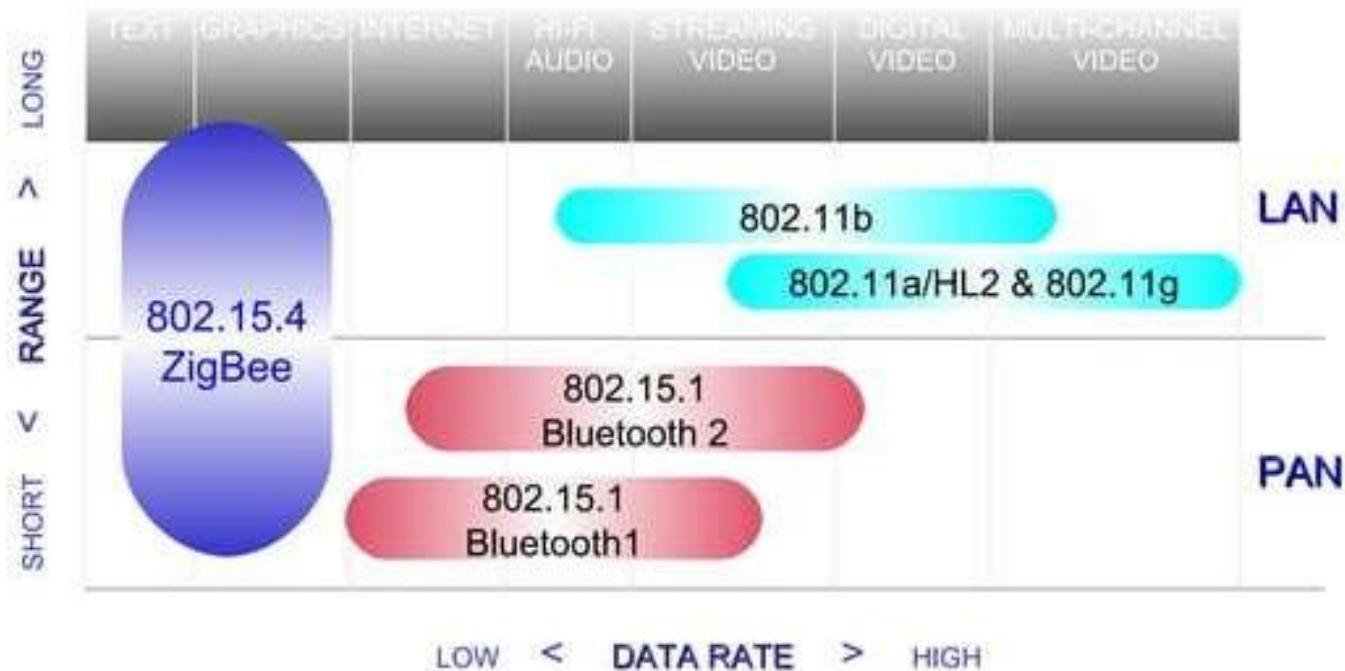 TEXT
GRAPHICS
INTERNET
HI-FI
AUDIO
STREAMING
VIDEO
DIGITAL
VIDEO
MULTI-CHANNEL
VIDEO
SHORT < RANGE > LONG
802.11b
LAN
802.11a/HL2 & 802.11g
802.15.4
ZigBee
802.15.1
Bluetooth 2
PAN
802.15.1
Bluetooth1
LOW < DATA RATE > HIGH